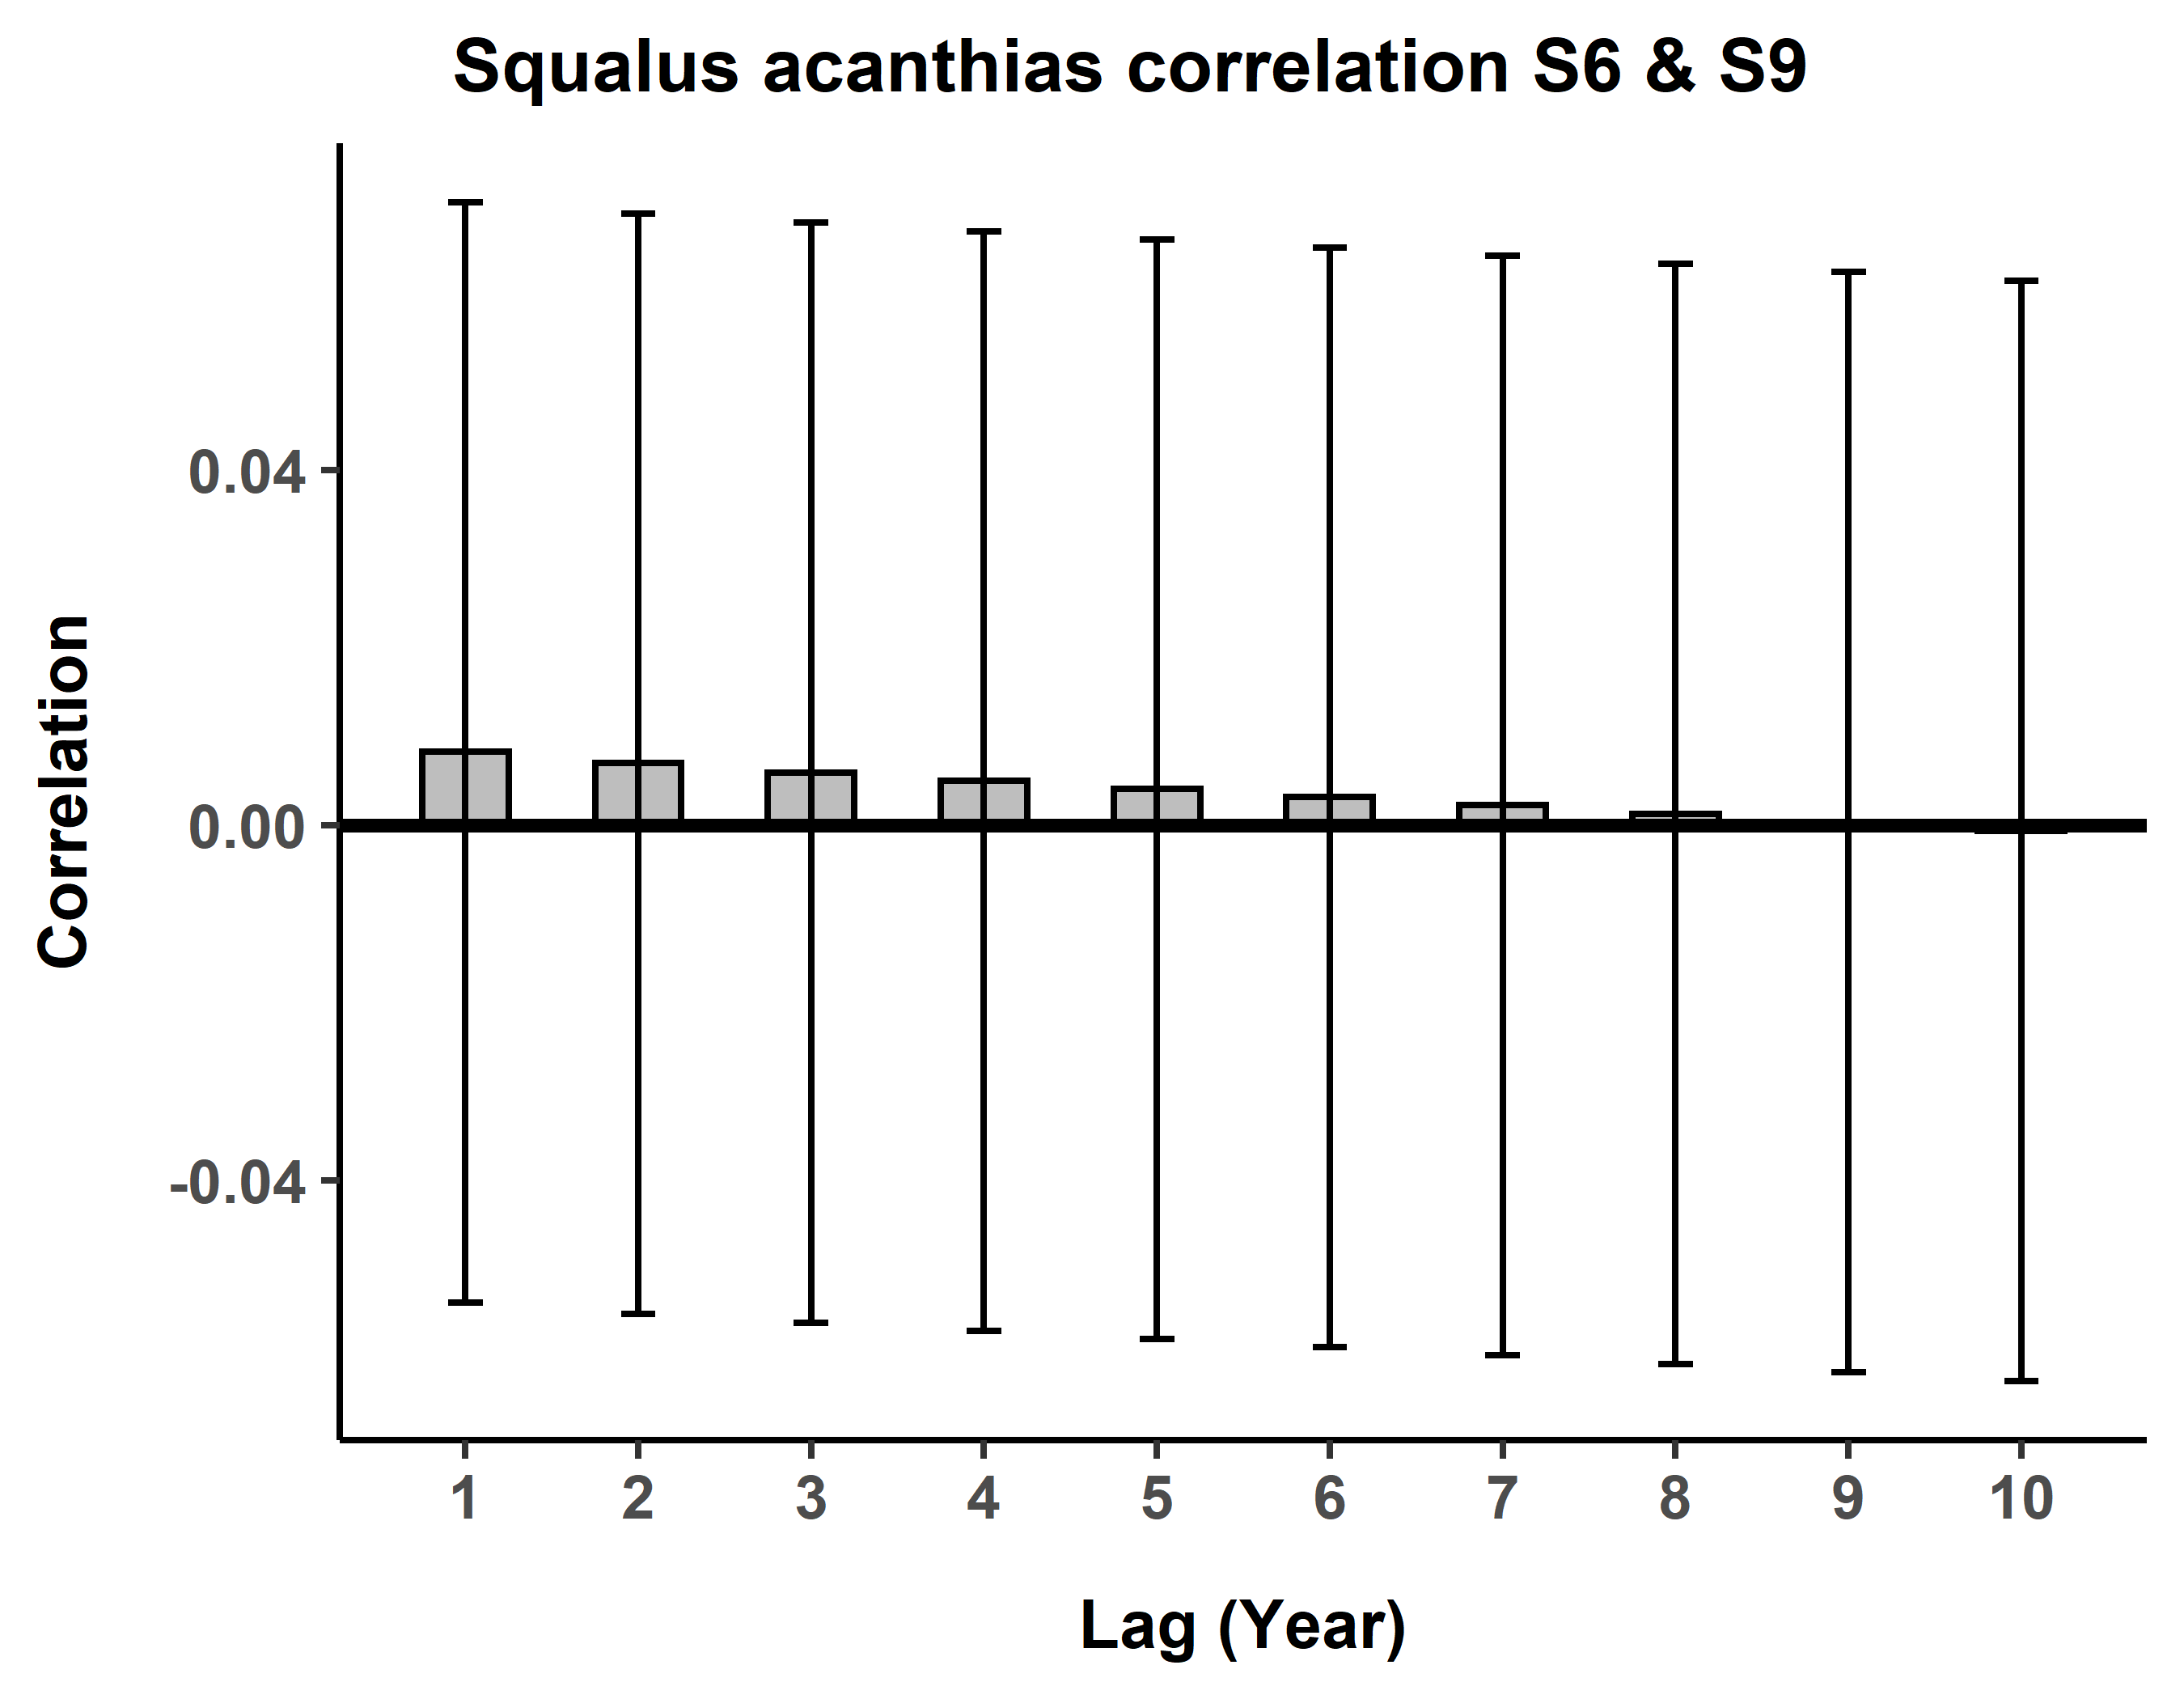 Squalus acanthias correlation S6 & S9
Correlation
0.04
0.00
-0.04
1 2 3 4 5 6 7 8 9 10
Lag (Year)